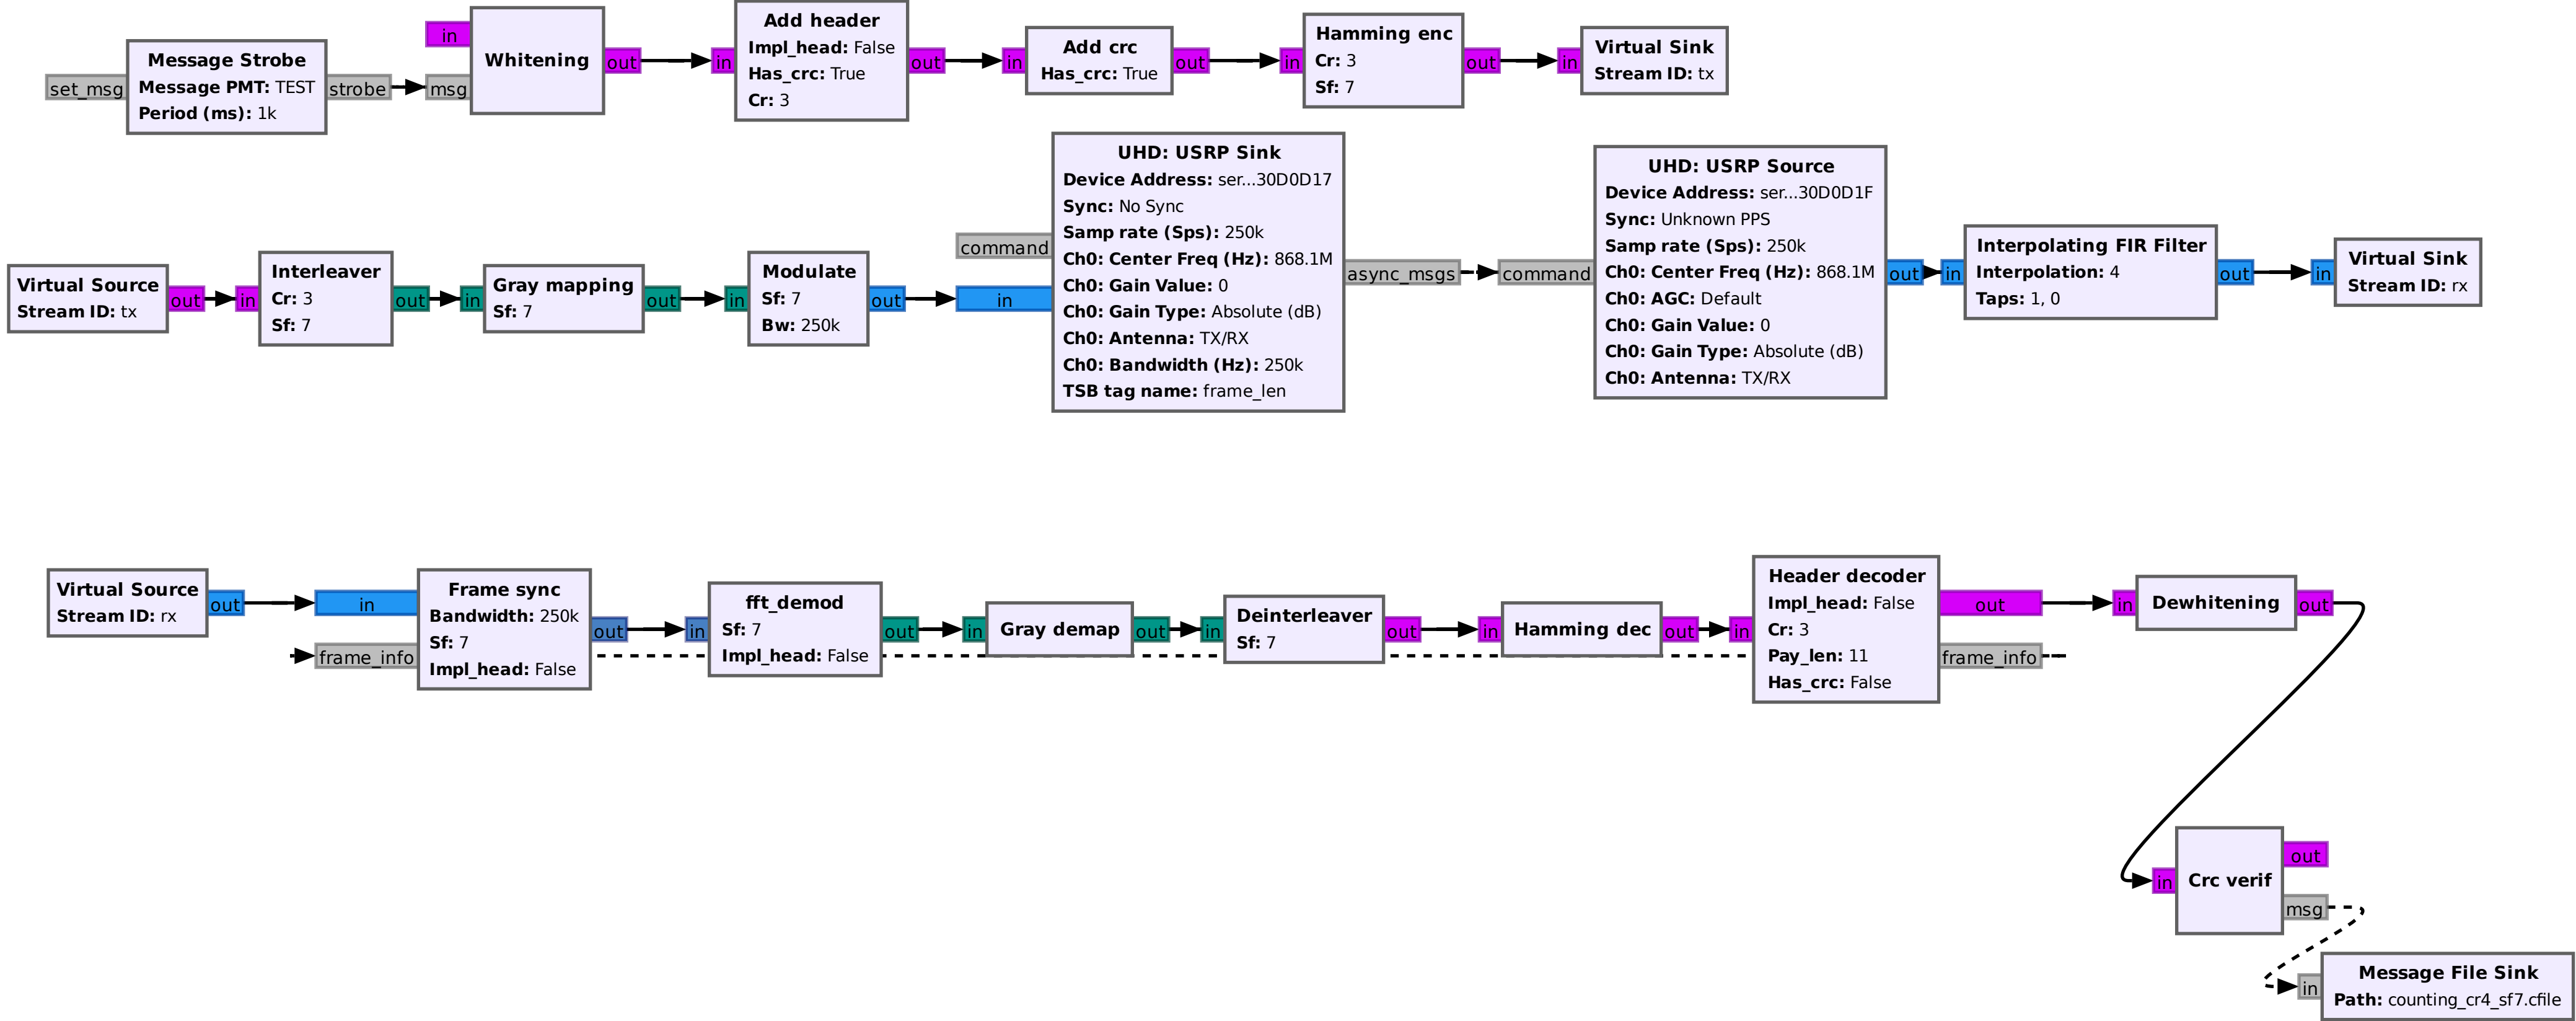 set_msg
Message Strobe
Message PMT: TEST
Period (ms): 1k
strobe
in
msg
Whitening
out
in
Add header
Impl_head: False
Has_crc: True
Cr: 3
out
in
Add crc
Has_crc: True
out
in
Hamming enc
Cr: 3
Sf: 7
out
in
Virtual Sink
Stream ID: tx
Virtual Source
Stream ID: tx
out
in
Interleaver
Cr: 3
Sf: 7
out
in
Gray mapping
Sf: 7
out
in
Modulate
Sf: 7
Bw: 250k
out
command
in
UHD: USRP Sink
Device Address: ser...30D0D17
Sync: No Sync
Samp rate (Sps): 250k
Ch0: Center Freq (Hz): 868.1M
Ch0: Gain Value: 0
Ch0: Gain Type: Absolute (dB)
Ch0: Antenna: TX/RX
Ch0: Bandwidth (Hz): 250k
TSB tag name: frame_len
async_msgs
command
UHD: USRP Source
Device Address: ser...30D0D1F
Sync: Unknown PPS
Samp rate (Sps): 250k
Ch0: Center Freq (Hz): 868.1M
Ch0: AGC: Default
Ch0: Gain Value: 0
Ch0: Gain Type: Absolute (dB)
Ch0: Antenna: TX/RX
out
in
Interpolating FIR Filter
Interpolation: 4
Taps: 1, 0
out
in
Virtual Sink
Stream ID: rx
Virtual Source
Stream ID: rx
out
in
frame_info
Frame sync
Bandwidth: 250k
Sf: 7
Impl_head: False
out
in
fft_demod
Sf: 7
Impl_head: False
out
in
Gray demap
out
in
Deinterleaver
Sf: 7
out
in
Hamming dec
out
in
Header decoder
Impl_head: False
Cr: 3
Pay_len: 11
Has_crc: False
out
frame_info
in
Dewhitening
out
in
Crc verif
out
msg
in
Message File Sink
Path: counting_cr4_sf7.cfile